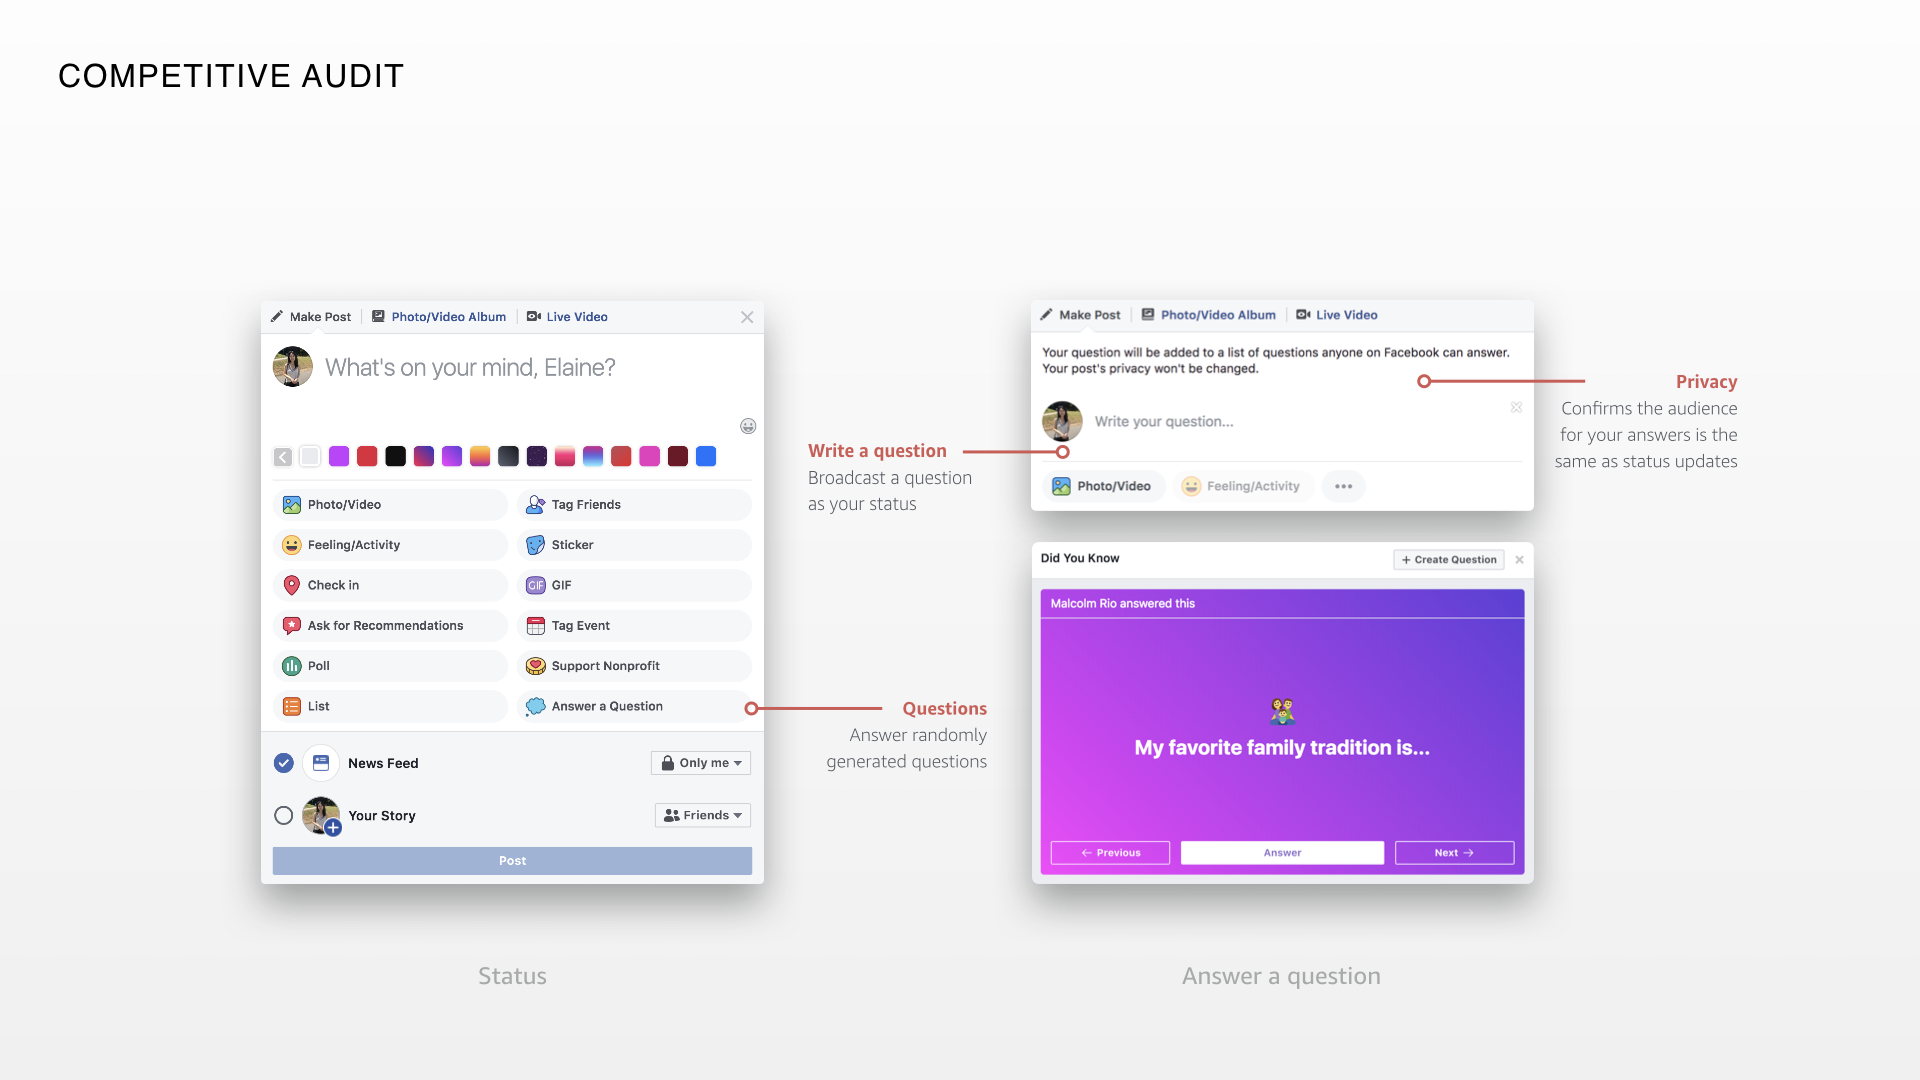 COMPETITIVE AUDIT
Make Post
Photo/Video Album
Live Video
What's on your mind, Elaine?
Photo/Video
Tag Friends
Feeling/Activity
Sticker
Check in
GIF
GIF
Ask for Recommendations
Tag Event
Poll
Support Nonprofit
List
Answer a Question
News Feed
Only me
Your Story
Friends
Post
Status
Write a question
Broadcast a question
as your status
Questions
Answer randomly
generated questions
Make Post
Photo/Video Album
Live Video
Your question will be added to a list of questions anyone on Facebook can answer.
Your post's privacy won't be changed.
Write your question...
Photo/Video
Feeling/Activity
Privacy
Confirms the audience
for your answers is the
same as status updates
Did You Know
+ Create Question
Malcolm Rio answered this
My favorite family tradition is...
← Previous
Answer
Next →
Answer a question